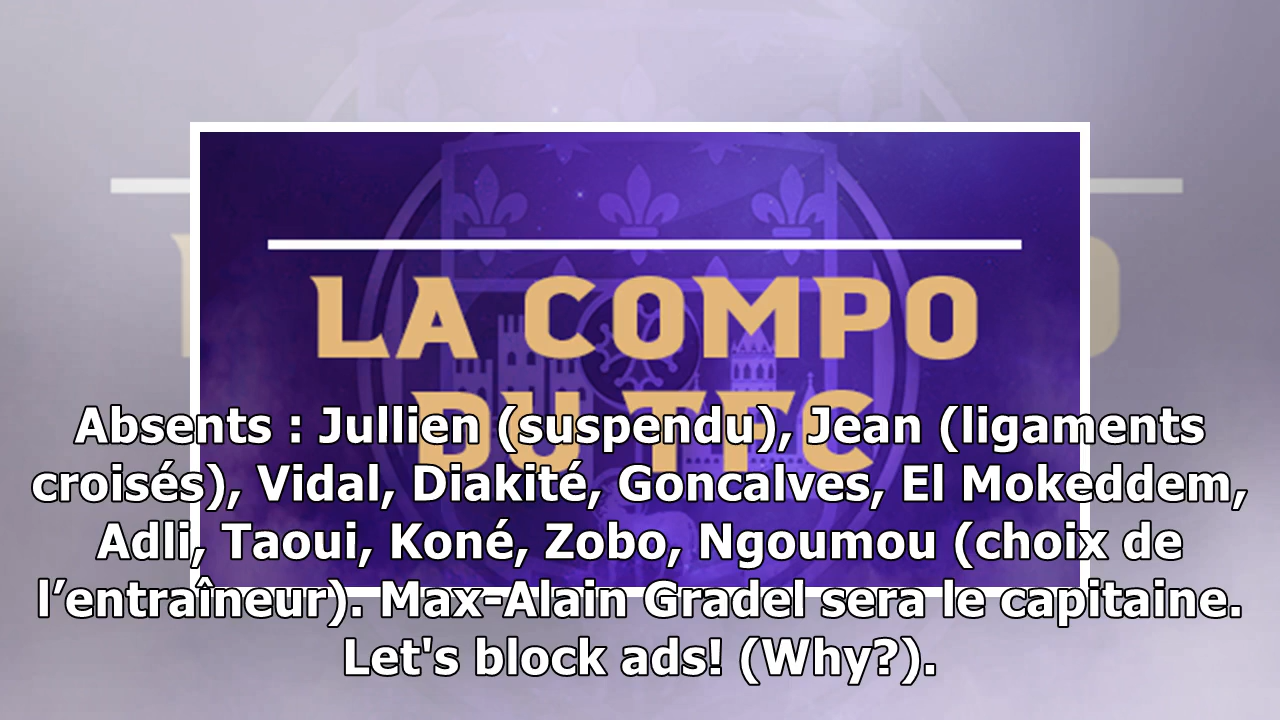 LA COMPO
DU TFC
Absents : Jullien (suspendu), Jean (ligaments
croisés), Vidal, Diakité, Goncalves, El Mokeddem,
Adli, Taoui, Koné, Zobo, Ngoumou (choix de
l’entraîneur). Max-Alain Gradel sera le capitaine.
Let's block ads! (Why?).